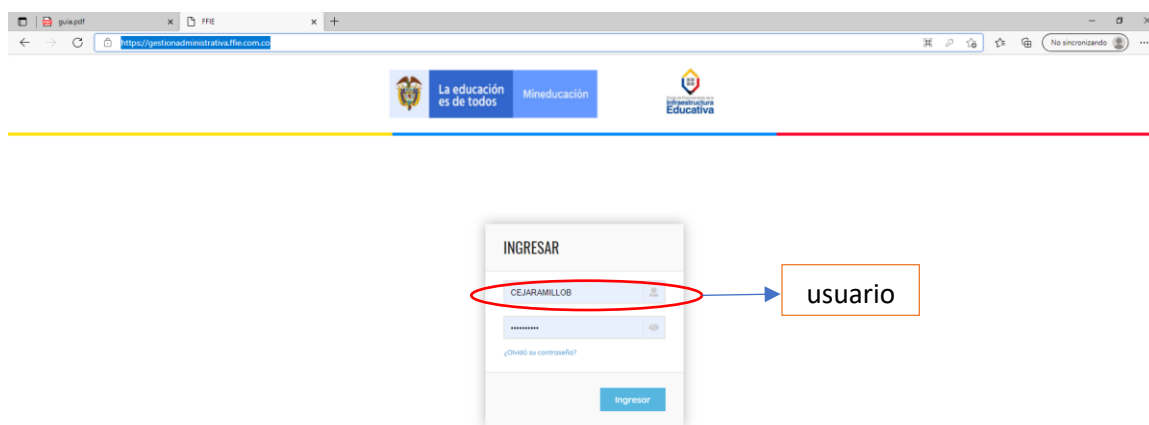 guia.pdf
FFIE
https://gestionadministrativa.ffie.com.co
No sincronizando
La educación
es de todos
Mineducación
Infraestructura
Educativa
INGRESAR
CEJARAMILLOB
••••••••••
¿Olvidó su contraseña?
Ingresar
usuario